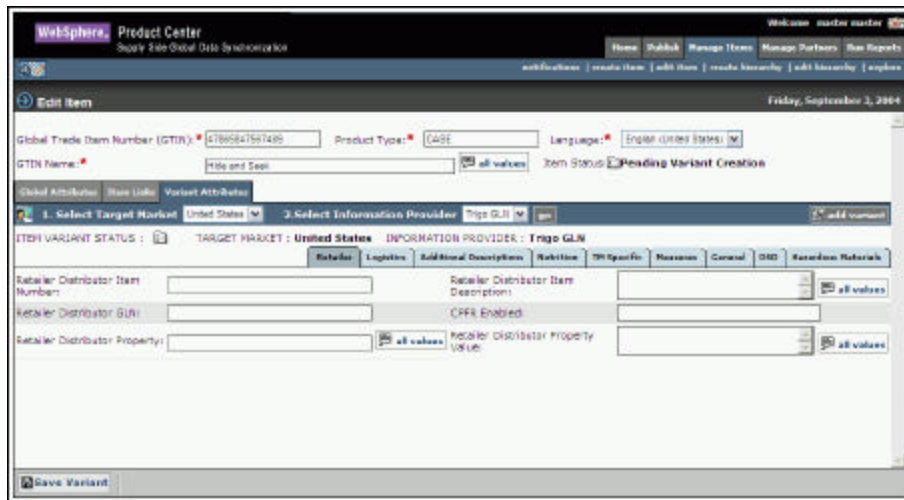 WebSphere. Product Center Welcome master master
Supply Side Global Data Synchronization
Home Publish Manage Items Manage Partners Run Reports
notifications | create item | edit item | create hierarchy | edit hierarchy | explore
Edit Item Friday, September 3, 2004
Global Trade Item Number (GTIN):* Product Type:* CASE Language:* English (United States)
GTIN Name:* Hide and Seek all values Item Status Pending Variant Creation
Global Attributes Item Links Variant Attributes
1. Select Target Market United States 2.Select Information Provider Trigo GLN go add variant
ITEM VARIANT STATUS : TARGET MARKET : United States INFORMATION PROVIDER : Trigo GLN
Retailer Logistics Additional Descriptions Nutrition TM Specific Measures General DSD Hazardous Materials
Retailer Distributor Item Number: Retailer Distributor Item Description: all values
Retailer Distributor GLN: CPFR Enabled:
Retailer Distributor Property: all values Retailer Distributor Property Value: all values
Save Variant